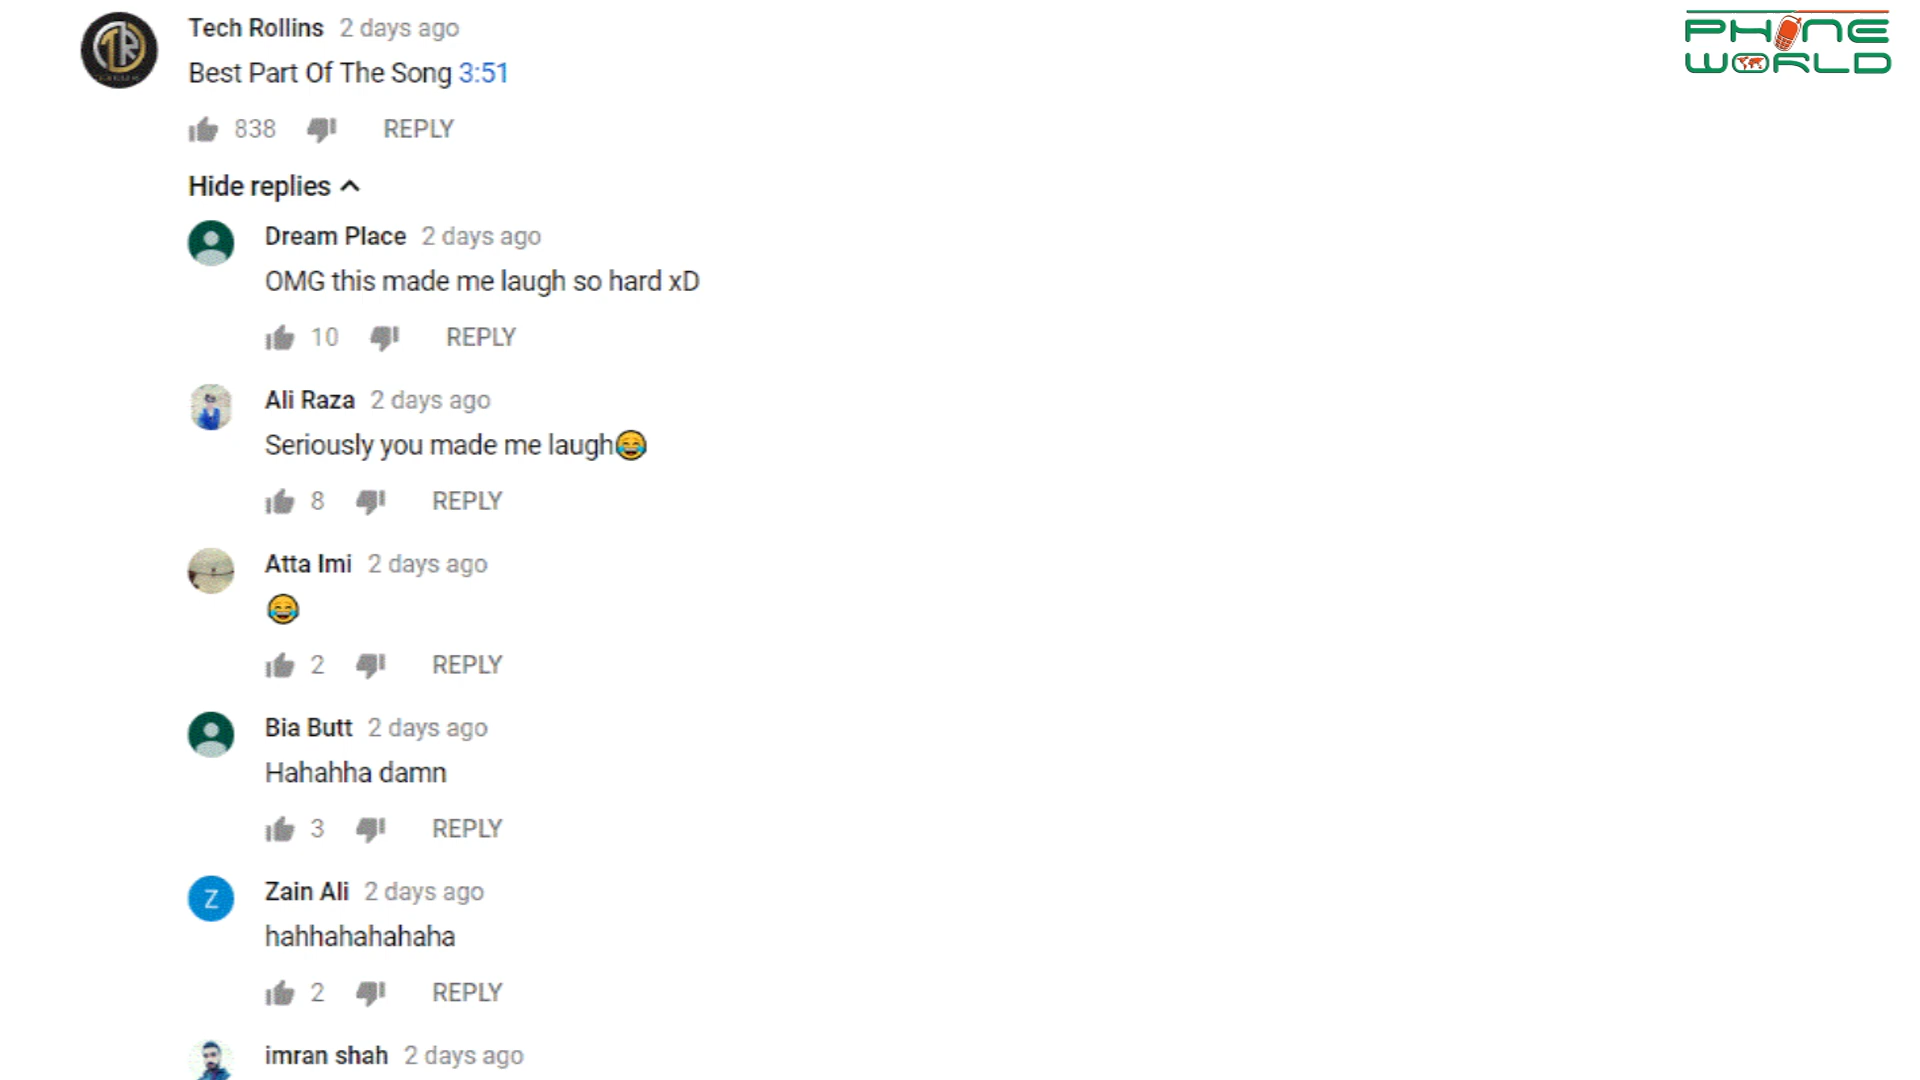 Tech Rollins 2 days ago
Best Part Of The Song 3:51
838 REPLY
Hide replies
Dream Place 2 days ago
OMG this made me laugh so hard xD
10 REPLY
Ali Raza 2 days ago
Seriously you made me laugh😂
8 REPLY
Atta Imi 2 days ago
😂
2 REPLY
Bia Butt 2 days ago
Hahahha damn
3 REPLY
Z
Zain Ali 2 days ago
hahhahahahaha
2 REPLY
imran shah 2 days ago
PHONE
WORLD